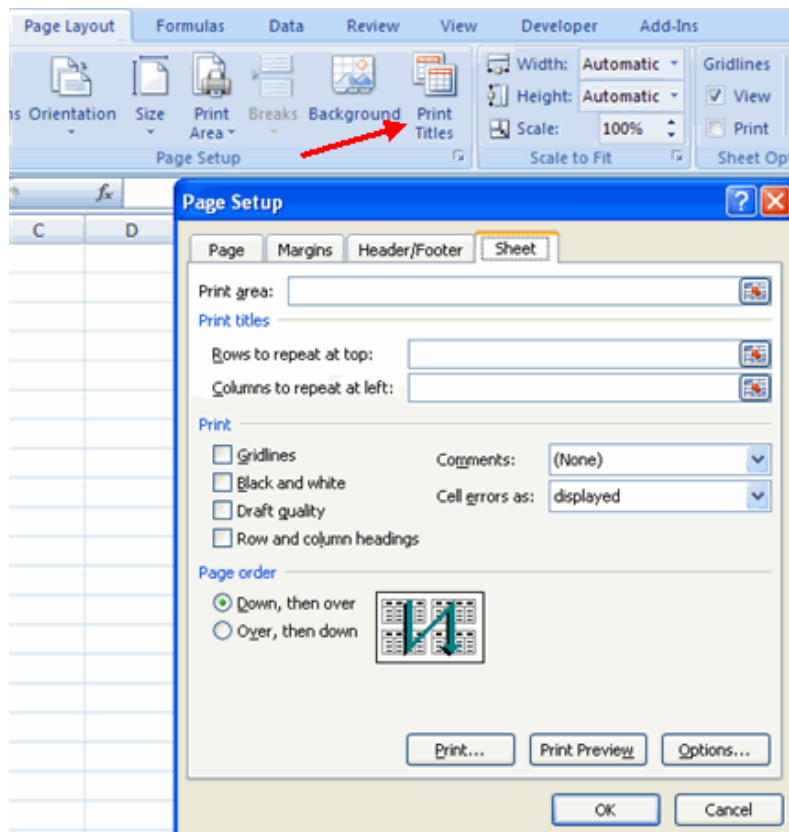 Page Layout Formulas Data Review View Developer Add-Ins
Width: Automatic Gridlines
Height: Automatic View
ns Orientation Size Print Area Breaks Background Print Titles Scale: 100% Print
Page Setup Scale to Fit Sheet Op
fx
C D
Page Setup
Page Margins Header/Footer Sheet
Print area:
Print titles
Rows to repeat at top:
Columns to repeat at left:
Print
Gridlines
Black and white
Draft quality
Row and column headings
Comments: (None)
Cell errors as: displayed
Page order
Down, then over
Over, then down
Print... Print Preview Options...
OK Cancel